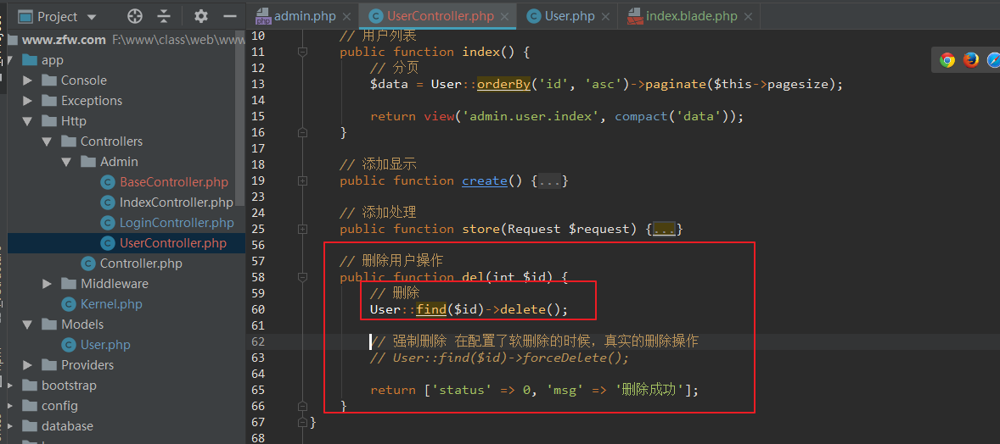 Project
admin.php
UserController.php
User.php
index.blade.php
www.zfw.com F:\www\class\web\www
app
Console
Exceptions
Http
Controllers
Admin
BaseController.php
IndexController.php
LoginController.php
UserController.php
Controller.php
Middleware
Kernel.php
Models
User.php
Providers
bootstrap
config
database
10 // 用户列表
11 public function index() {
12 // 分页
13 $data = User::orderBy('id', 'asc')->paginate($this->pagesize);
14
15 return view('admin.user.index', compact('data'));
16 }
17
18 // 添加显示
19 public function create() {...}
23
24 // 添加处理
25 public function store(Request $request) {...}
56
57 // 删除用户操作
58 public function del(int $id) {
59 // 删除
60 User::find($id)->delete();
61
62 // 强制删除 在配置了软删除的时候，真实的删除操作
63 // User::find($id)->forceDelete();
64
65 return ['status' => 0, 'msg' => '删除成功'];
66 }
67 }
68